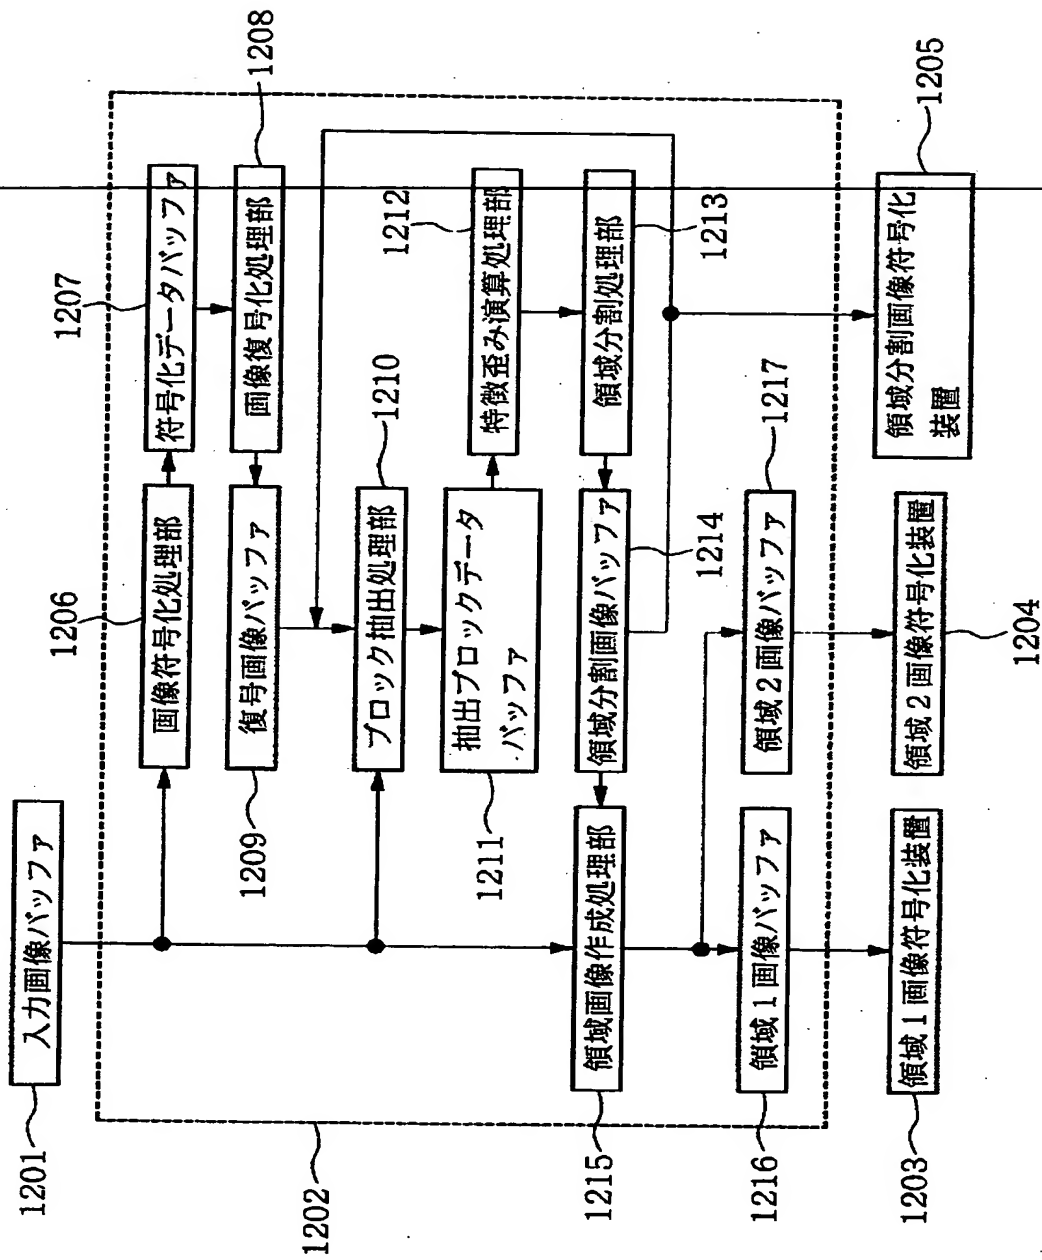 1201
入力画像バッファ
1202
1206
画像符号化処理部
1207
符号化データバッファ
1208
画像復号化処理部
1209
復号画像バッファ
1210
ブロック抽出処理部
1211
抽出ブロックデータ
バッファ
1212
特徴歪み演算処理部
1213
領域分割処理部
1214
領域分割画像バッファ
1215
領域画像作成処理部
1216
領域1画像バッファ
1217
領域2画像バッファ
1203
領域1画像符号化装置
1204
領域2画像符号化装置
1205
領域分割画像符号化
装置